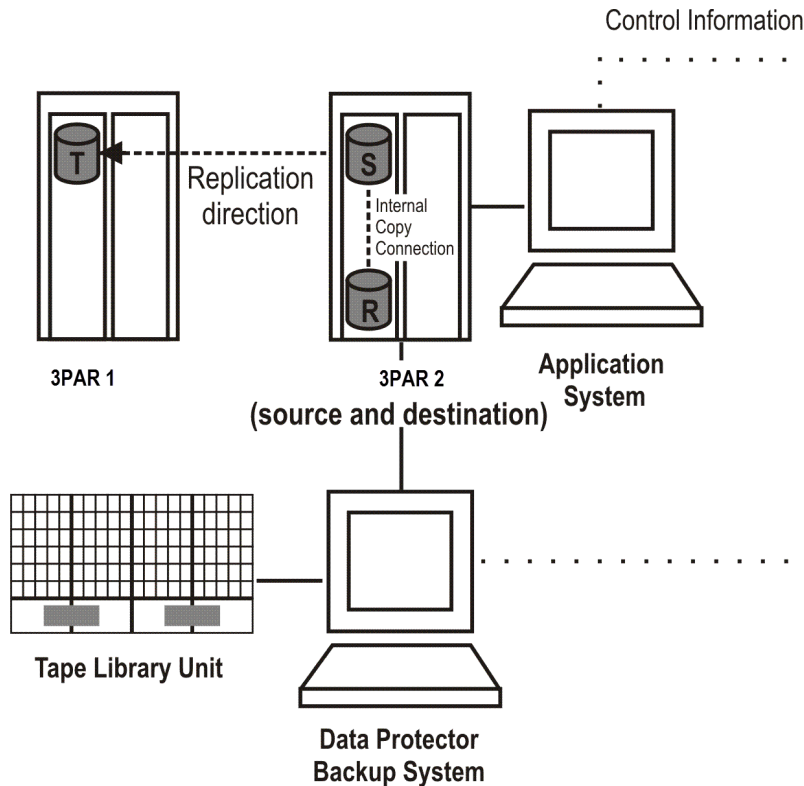 Control Information
T
S
Replication
direction
Internal
Copy
Connection
R
3PAR 1
3PAR 2
(source and destination)
Application
System
Tape Library Unit
Data Protector
Backup System